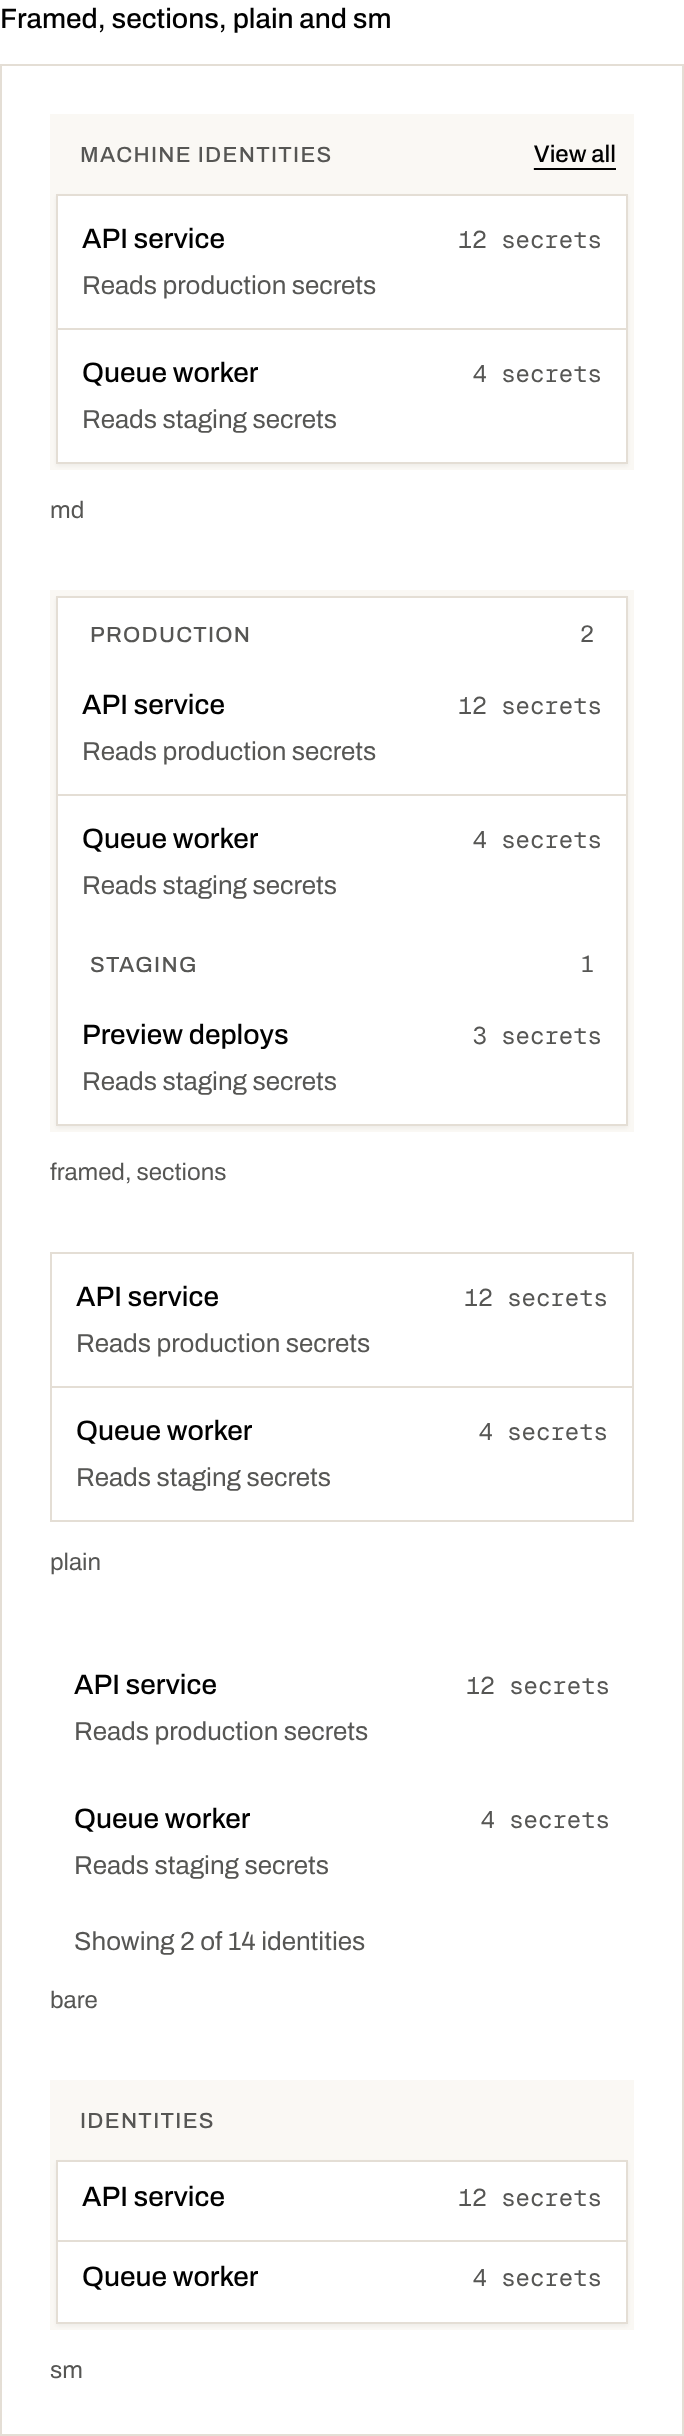 Framed, sections, plain and sm
MACHINE IDENTITIES View all
API service 12 secrets
Reads production secrets
Queue worker 4 secrets
Reads staging secrets
md
PRODUCTION 2
API service 12 secrets
Reads production secrets
Queue worker 4 secrets
Reads staging secrets
STAGING 1
Preview deploys 3 secrets
Reads staging secrets
framed, sections
API service 12 secrets
Reads production secrets
Queue worker 4 secrets
Reads staging secrets
plain
API service 12 secrets
Reads production secrets
Queue worker 4 secrets
Reads staging secrets
Showing 2 of 14 identities
bare
IDENTITIES
API service 12 secrets
Queue worker 4 secrets
sm